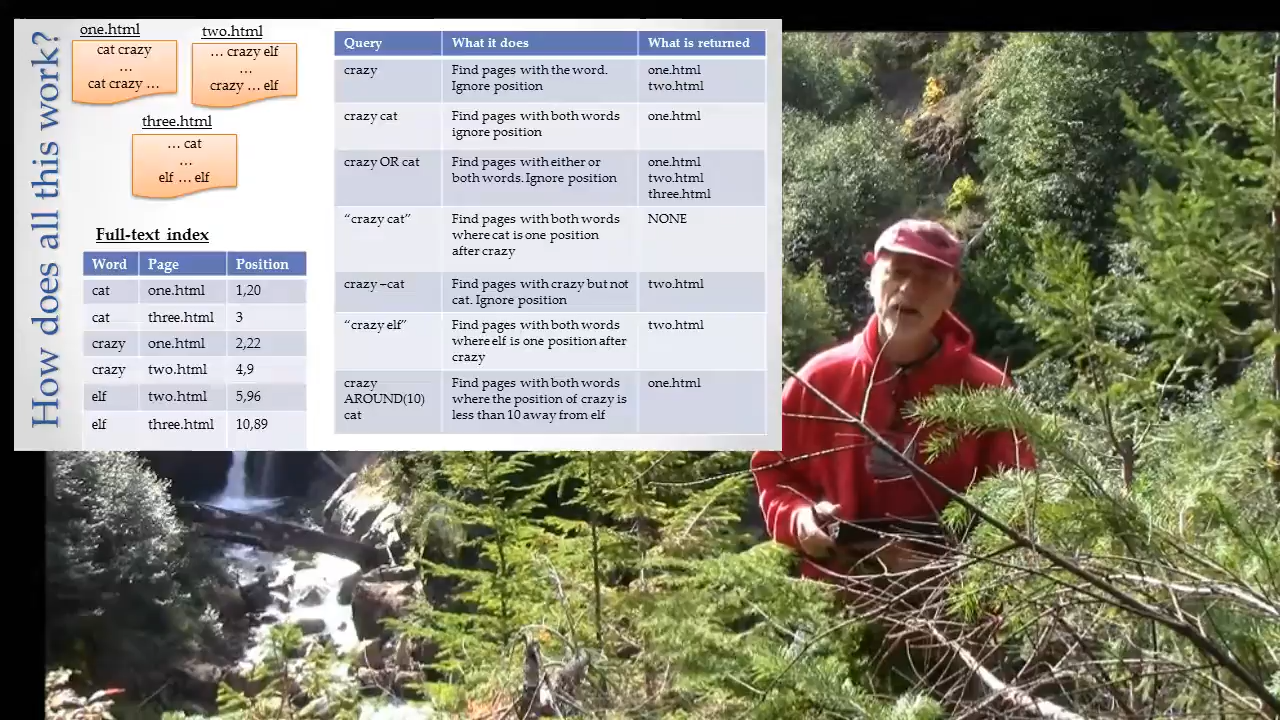 How does all this work?
one.html
cat crazy
...
cat crazy ...
two.html
... crazy elf
...
crazy ... elf
three.html
... cat
...
elf ... elf
Full-text index
Word Page Position
cat one.html 1,20
cat three.html 3
crazy one.html 2,22
crazy two.html 4,9
elf two.html 5,96
elf three.html 10,89
Query What it does What is returned
crazy
Find pages with the word.
Ignore position
one.html
two.html
crazy cat
Find pages with both words
ignore position
one.html
crazy OR cat
Find pages with either or
both words. Ignore position
one.html
two.html
three.html
“crazy cat”
Find pages with both words
where cat is one position
after crazy
NONE
crazy –cat
Find pages with crazy but not
cat. Ignore position
two.html
“crazy elf”
Find pages with both words
where elf is one position after
crazy
two.html
crazy
AROUND(10)
cat
Find pages with both words
where the position of crazy is
less than 10 away from elf
one.html